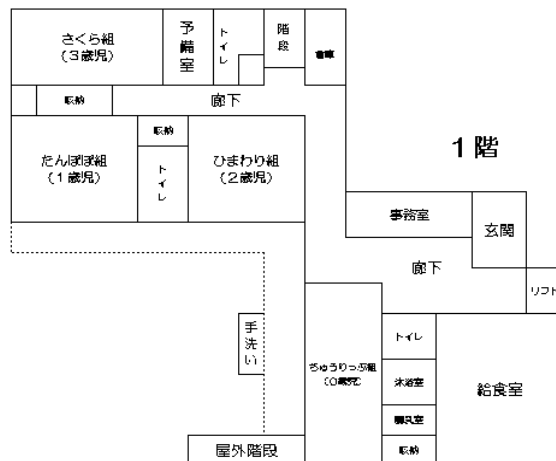 さくら組
(3歳児)
予備室
トイレ
階段
倉庫
収納
廊下
たんぽぽ組
(1歳児)
収納
トイレ
ひまわり組
(2歳児)
1階
事務室
玄関
廊下
リフト
手洗い
ちゅうりっぷ組
(0歳児)
トイレ
沐浴室
調乳室
収納
給食室
屋外階段